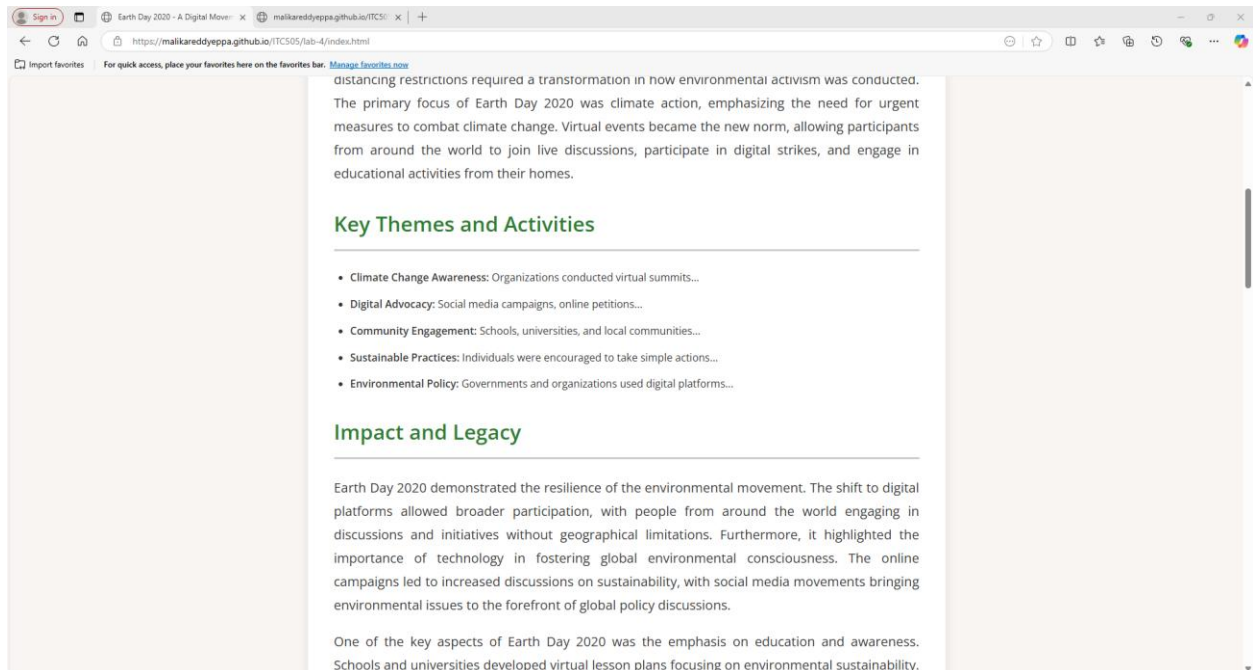 Sign in
Earth Day 2020 - A Digital Mover
malikareddyeppa.github.io/ITC50
https://malikareddyeppa.github.io/ITC505/lab-4/index.html
Import favorites
For quick access, place your favorites here on the favorites bar. Manage favorites now
distancing restrictions required a transformation in how environmental activism was conducted.
The primary focus of Earth Day 2020 was climate action, emphasizing the need for urgent
measures to combat climate change. Virtual events became the new norm, allowing participants
from around the world to join live discussions, participate in digital strikes, and engage in
educational activities from their homes.
Key Themes and Activities
• Climate Change Awareness: Organizations conducted virtual summits...
• Digital Advocacy: Social media campaigns, online petitions...
• Community Engagement: Schools, universities, and local communities...
• Sustainable Practices: Individuals were encouraged to take simple actions...
• Environmental Policy: Governments and organizations used digital platforms...
Impact and Legacy
Earth Day 2020 demonstrated the resilience of the environmental movement. The shift to digital
platforms allowed broader participation, with people from around the world engaging in
discussions and initiatives without geographical limitations. Furthermore, it highlighted the
importance of technology in fostering global environmental consciousness. The online
campaigns led to increased discussions on sustainability, with social media movements bringing
environmental issues to the forefront of global policy discussions.
One of the key aspects of Earth Day 2020 was the emphasis on education and awareness.
Schools and universities developed virtual lesson plans focusing on environmental sustainability,